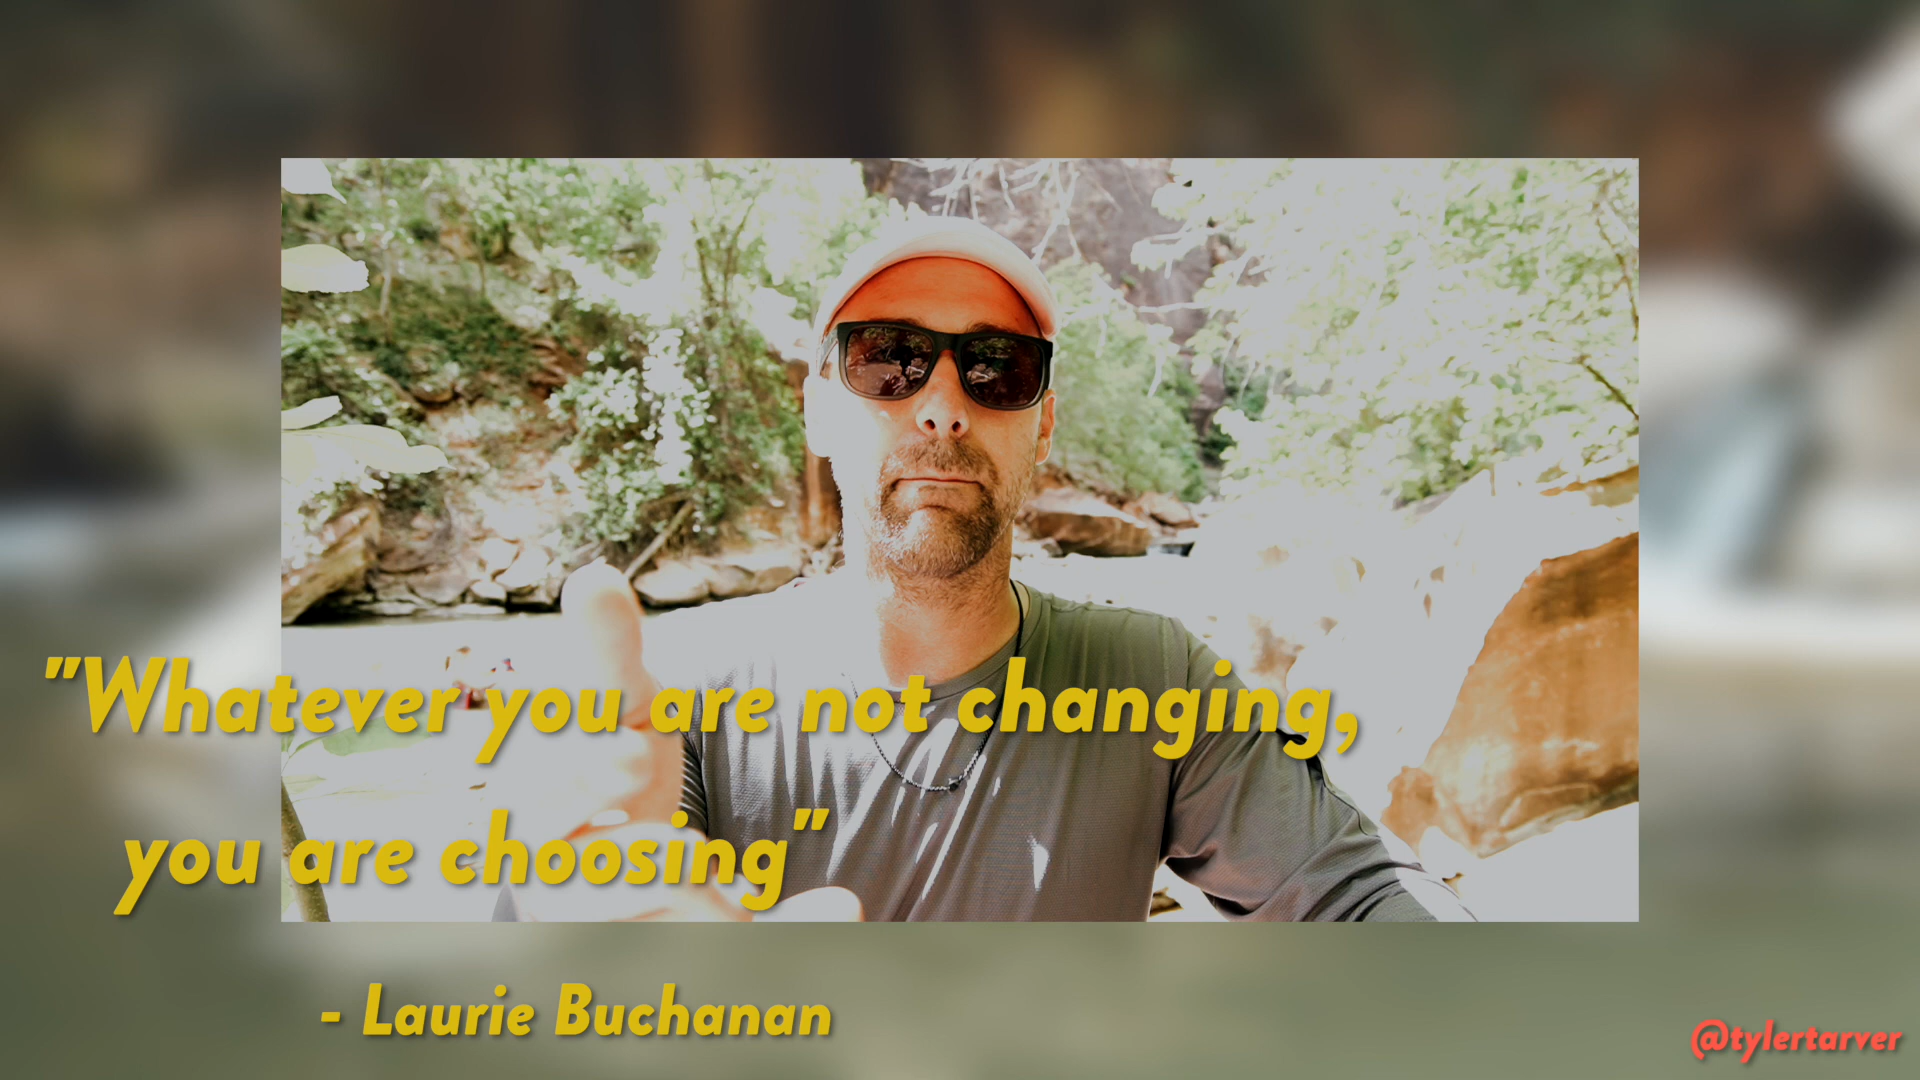 "Whatever you are not changing,
you are choosing"
- Laurie Buchanan
@tylertarver